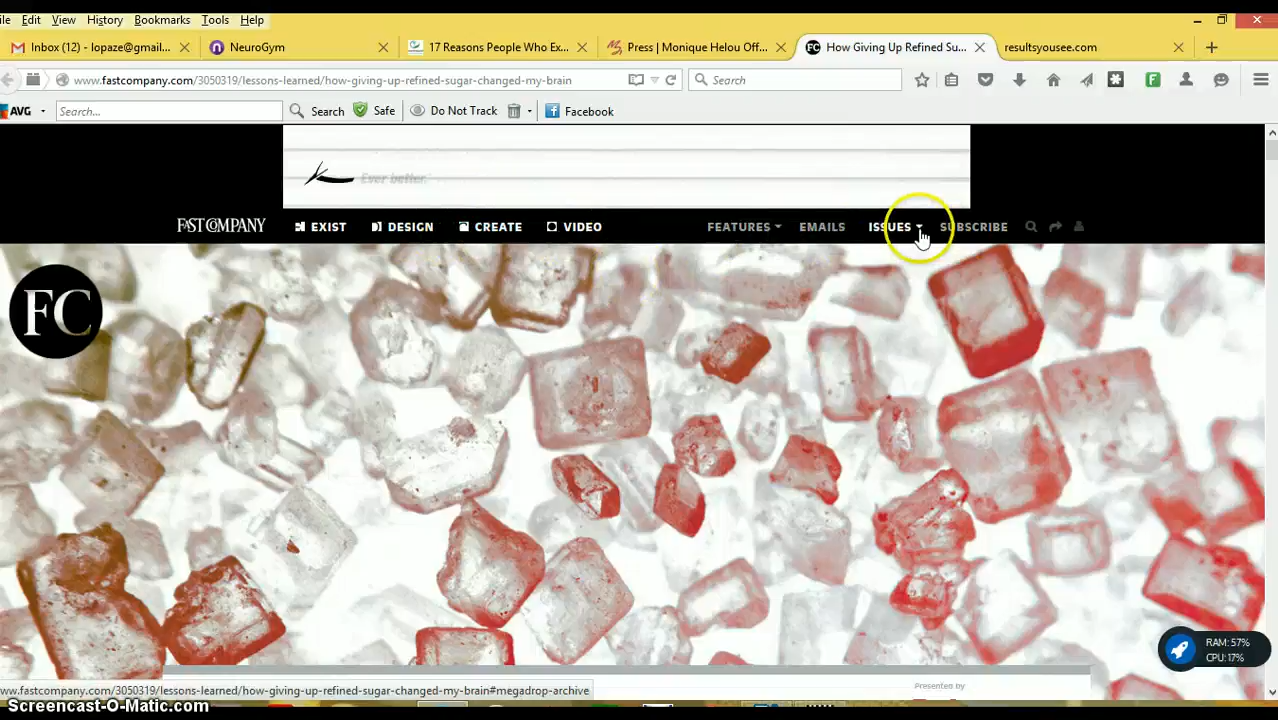 ile Edit View History Bookmarks Tools Help
Inbox (12) - lopaze@gmail... NeuroGym 17 Reasons People Who Ex... Press | Monique Helou Off... FC How Giving Up Refined Su... resultsyousee.com
www.fastcompany.com/3050319/lessons-learned/how-giving-up-refined-sugar-changed-my-brain Search
AVG Search... Search Safe Do Not Track Facebook
Ever better.
FAST COMPANY EXIST DESIGN CREATE VIDEO FEATURES EMAILS ISSUES SUBSCRIBE
FC
RAM: 57%
CPU: 17%
Presented by
www.fastcompany.com/3050319/lessons-learned/how-giving-up-refined-sugar-changed-my-brain#megadrop-archive
Screencast-O-Matic.com